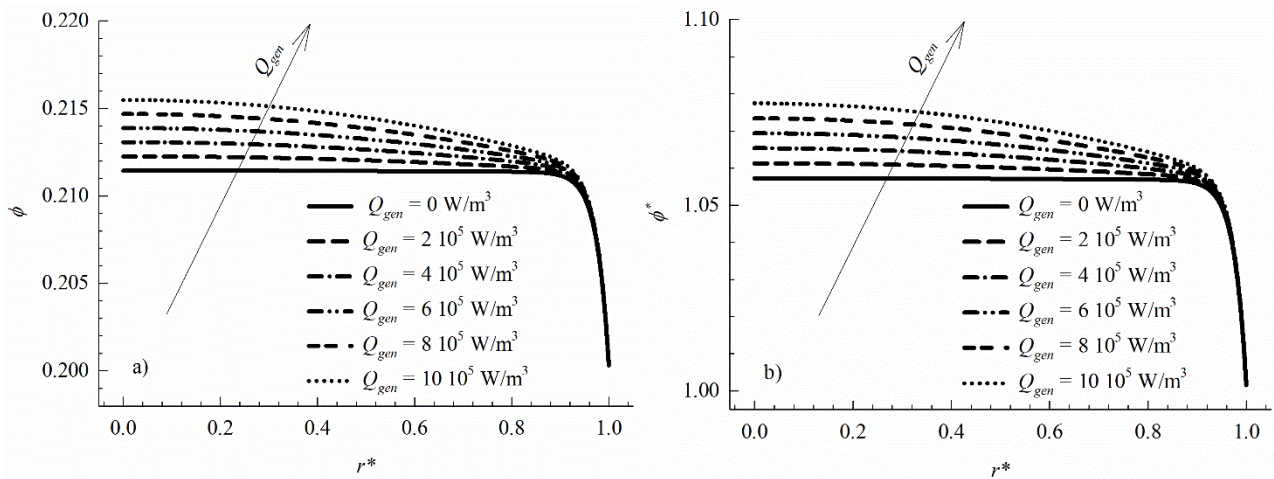 0.220
0.215
0.210
0.205
0.200
ϕ
Q_gen
Q_gen = 0 W/m³
Q_gen = 2 10⁵ W/m³
Q_gen = 4 10⁵ W/m³
Q_gen = 6 10⁵ W/m³
Q_gen = 8 10⁵ W/m³
Q_gen = 10 10⁵ W/m³
a)
0.0 0.2 0.4 0.6 0.8 1.0
r*
1.10
1.05
1.00
ϕ*
Q_gen
Q_gen = 0 W/m³
Q_gen = 2 10⁵ W/m³
Q_gen = 4 10⁵ W/m³
Q_gen = 6 10⁵ W/m³
Q_gen = 8 10⁵ W/m³
Q_gen = 10 10⁵ W/m³
b)
0.0 0.2 0.4 0.6 0.8 1.0
r*